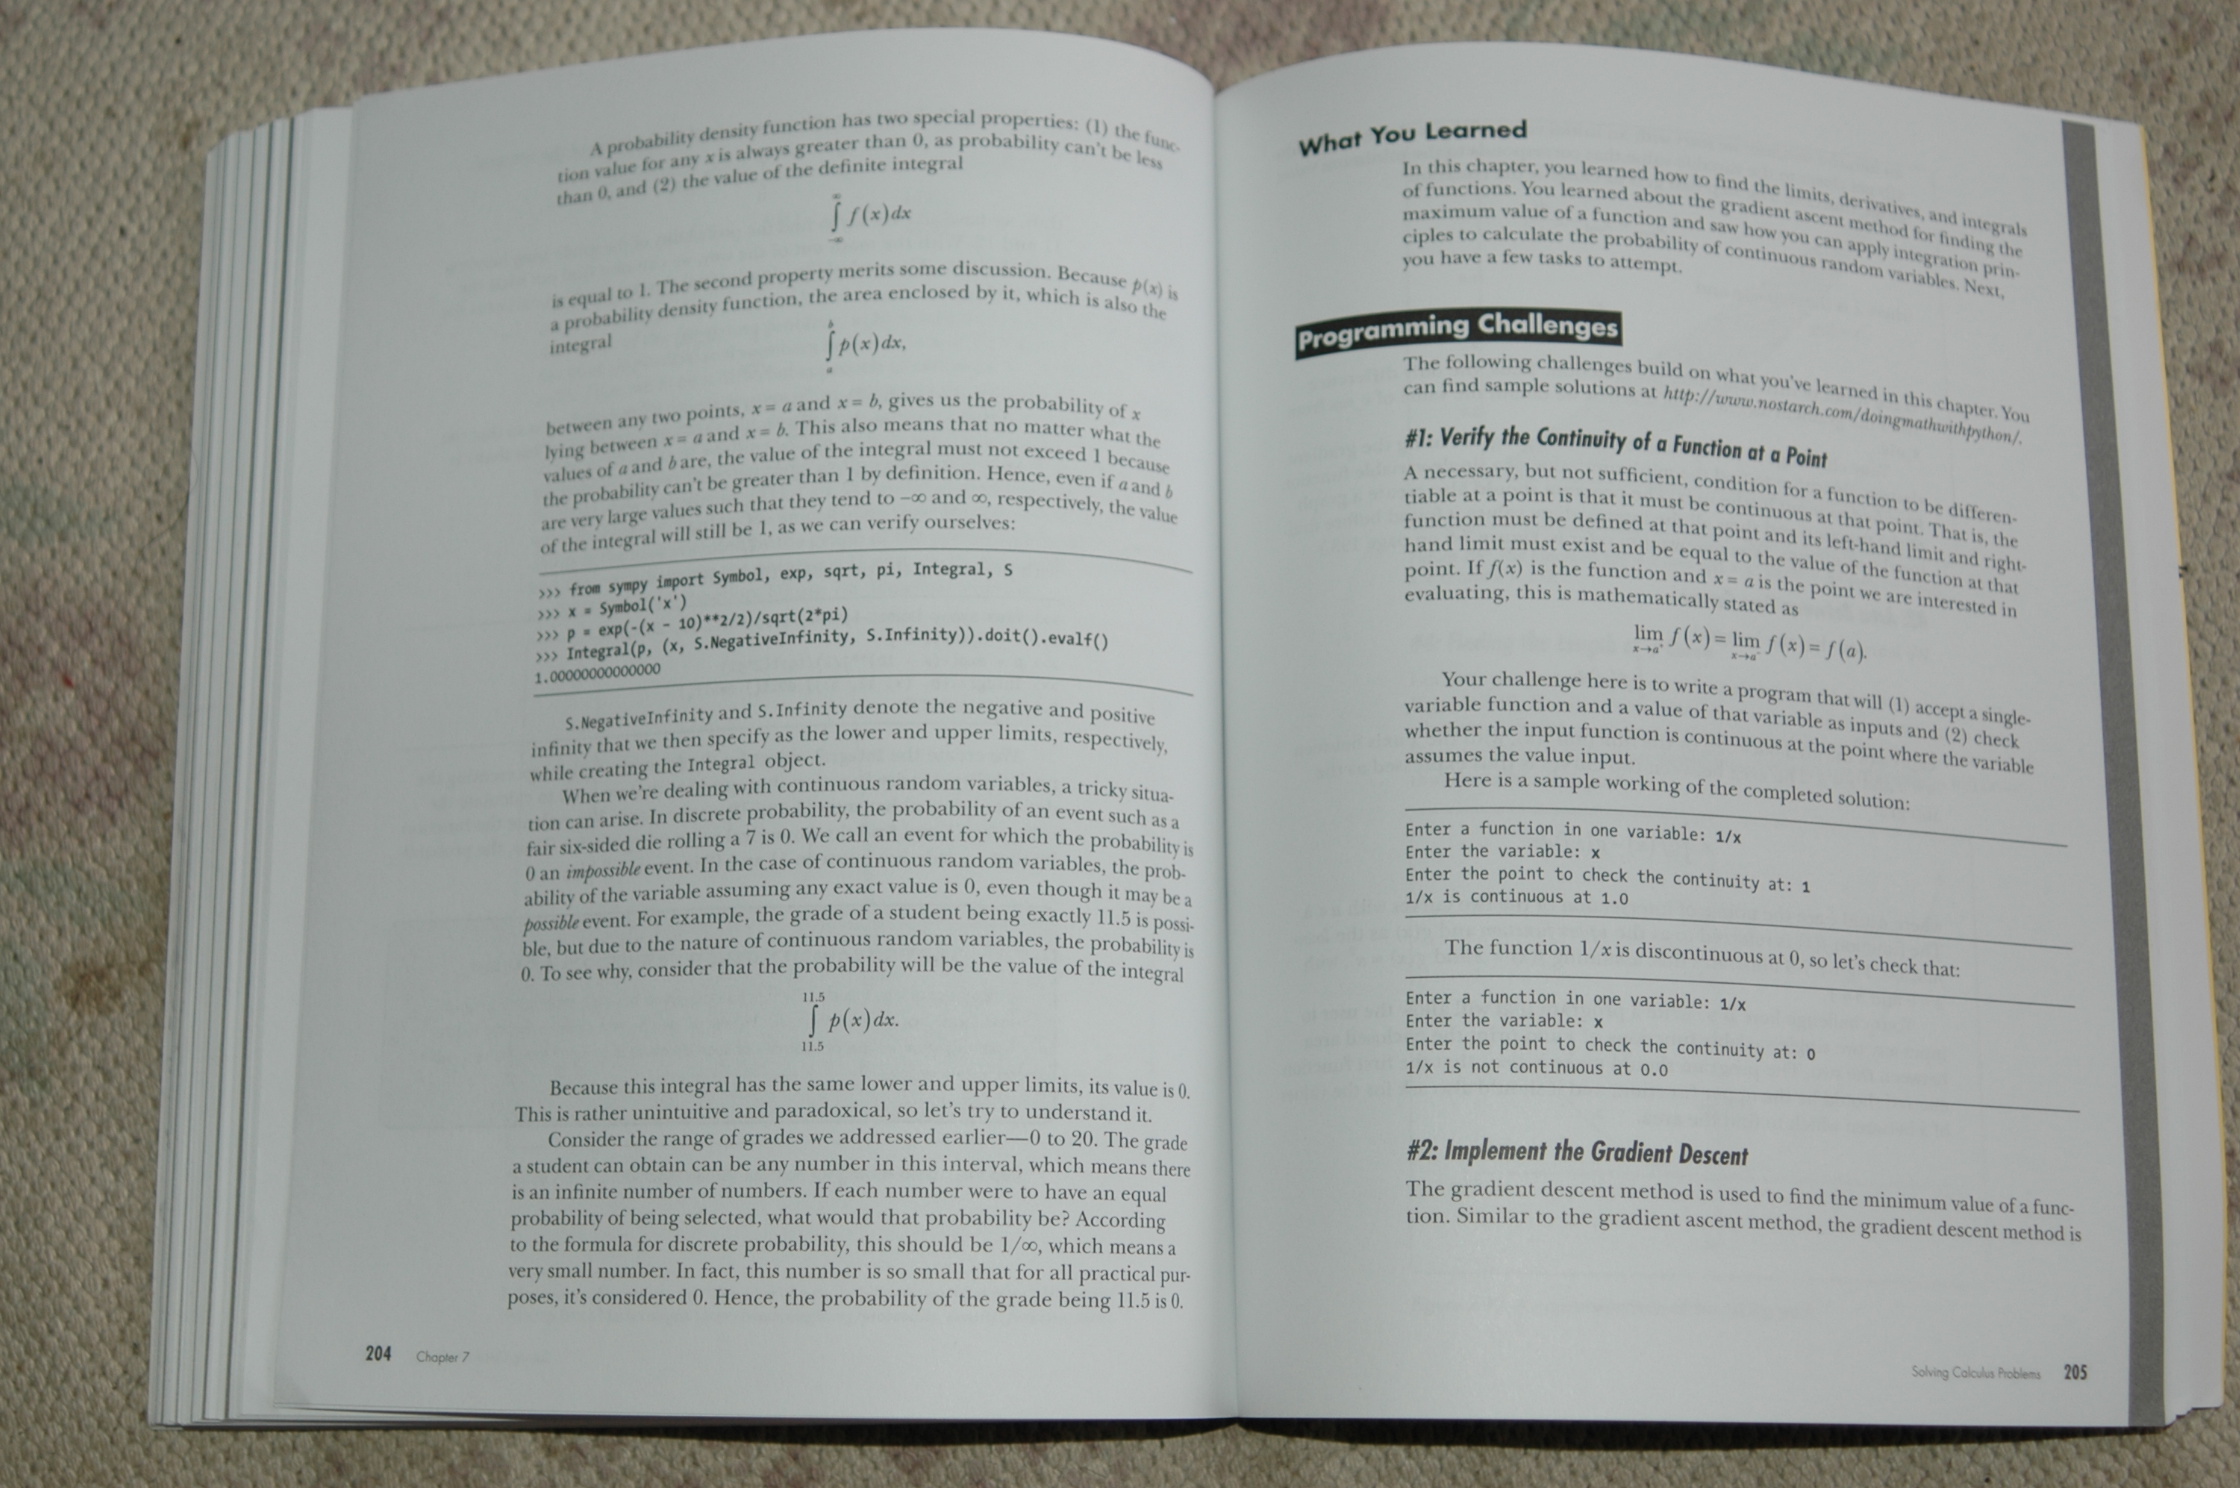 A probability density function has two special properties: (1) the func-
tion value for any x is always greater than 0, as probability can't be less
than 0, and (2) the value of the definite integral
∞
∫ f(x)dx
−∞
is equal to 1. The second property merits some discussion. Because p(x) is
a probability density function, the area enclosed by it, which is also the
integral
b
∫ p(x)dx,
a
between any two points, x = a and x = b, gives us the probability of x
lying between x = a and x = b. This also means that no matter what the
values of a and b are, the value of the integral must not exceed 1 because
the probability can't be greater than 1 by definition. Hence, even if a and b
are very large values such that they tend to −∞ and ∞, respectively, the value
of the integral will still be 1, as we can verify ourselves:
>>> from sympy import Symbol, exp, sqrt, pi, Integral, S
>>> x = Symbol('x')
>>> p = exp(-(x - 10)**2/2)/sqrt(2*pi)
>>> Integral(p, (x, S.NegativeInfinity, S.Infinity)).doit().evalf()
1.00000000000000
S.NegativeInfinity and S.Infinity denote the negative and positive
infinity that we then specify as the lower and upper limits, respectively,
while creating the Integral object.
When we're dealing with continuous random variables, a tricky situa-
tion can arise. In discrete probability, the probability of an event such as a
fair six-sided die rolling a 7 is 0. We call an event for which the probability is
0 an impossible event. In the case of continuous random variables, the prob-
ability of the variable assuming any exact value is 0, even though it may be a
possible event. For example, the grade of a student being exactly 11.5 is possi-
ble, but due to the nature of continuous random variables, the probability is
0. To see why, consider that the probability will be the value of the integral
11.5
∫ p(x)dx.
11.5
Because this integral has the same lower and upper limits, its value is 0.
This is rather unintuitive and paradoxical, so let's try to understand it.
Consider the range of grades we addressed earlier—0 to 20. The grade
a student can obtain can be any number in this interval, which means there
is an infinite number of numbers. If each number were to have an equal
probability of being selected, what would that probability be? According
to the formula for discrete probability, this should be 1/∞, which means a
very small number. In fact, this number is so small that for all practical pur-
poses, it's considered 0. Hence, the probability of the grade being 11.5 is 0.
204 Chapter 7
What You Learned
In this chapter, you learned how to find the limits, derivatives, and integrals
of functions. You learned about the gradient ascent method for finding the
maximum value of a function and saw how you can apply integration prin-
ciples to calculate the probability of continuous random variables. Next,
you have a few tasks to attempt.
Programming Challenges
The following challenges build on what you've learned in this chapter. You
can find sample solutions at http://www.nostarch.com/doingmathwithpython/.
#1: Verify the Continuity of a Function at a Point
A necessary, but not sufficient, condition for a function to be differen-
tiable at a point is that it must be continuous at that point. That is, the
function must be defined at that point and its left-hand limit and right-
hand limit must exist and be equal to the value of the function at that
point. If f(x) is the function and x = a is the point we are interested in
evaluating, this is mathematically stated as
lim f(x) = lim f(x) = f(a).
x→a⁺ x→a⁻
Your challenge here is to write a program that will (1) accept a single-
variable function and a value of that variable as inputs and (2) check
whether the input function is continuous at the point where the variable
assumes the value input.
Here is a sample working of the completed solution:
Enter a function in one variable: 1/x
Enter the variable: x
Enter the point to check the continuity at: 1
1/x is continuous at 1.0
The function 1/x is discontinuous at 0, so let's check that:
Enter a function in one variable: 1/x
Enter the variable: x
Enter the point to check the continuity at: 0
1/x is not continuous at 0.0
#2: Implement the Gradient Descent
The gradient descent method is used to find the minimum value of a func-
tion. Similar to the gradient ascent method, the gradient descent method is
Solving Calculus Problems 205